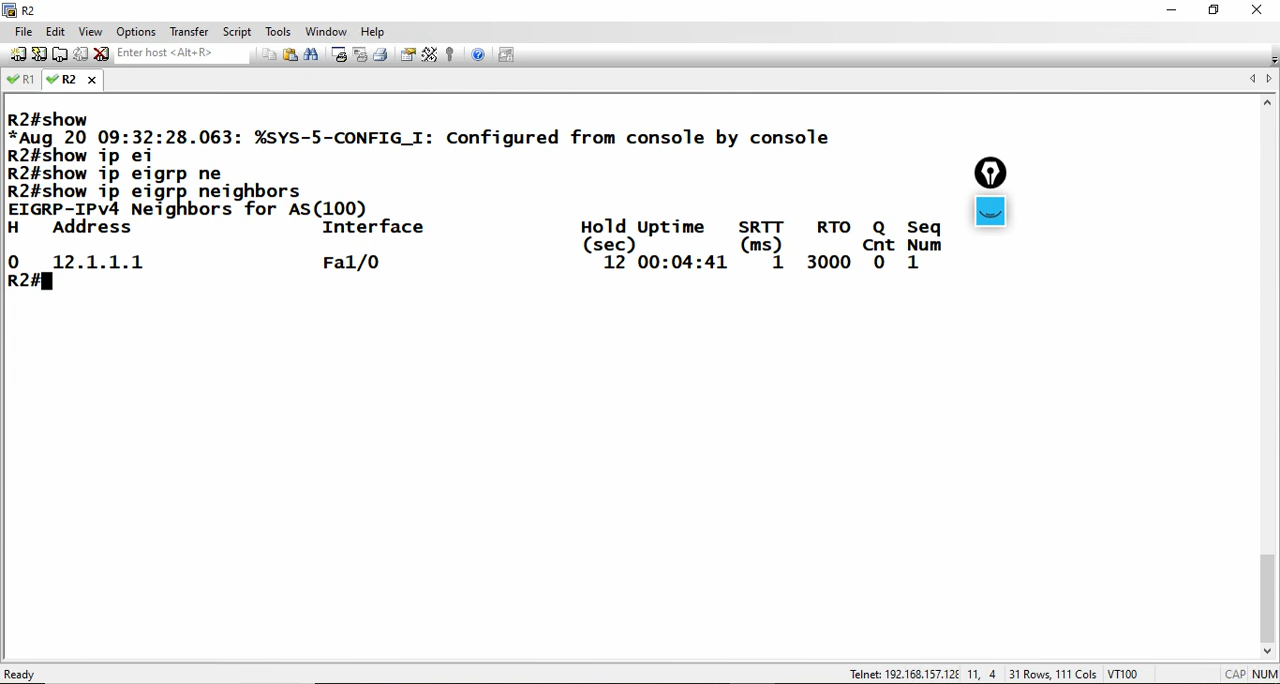 R2
File Edit View Options Transfer Script Tools Window Help
Enter host <Alt+R>
R1 R2
R2#show
*Aug 20 09:32:28.063: %SYS-5-CONFIG_I: Configured from console by console
R2#show ip ei
R2#show ip eigrp ne
R2#show ip eigrp neighbors
EIGRP-IPv4 Neighbors for AS(100)
H Address Interface Hold Uptime SRTT RTO Q Seq
(sec) (ms) Cnt Num
0 12.1.1.1 Fa1/0 12 00:04:41 1 3000 0 1
R2#
Ready Telnet: 192.168.157.128 11, 4 31 Rows, 111 Cols VT100 CAP NUM